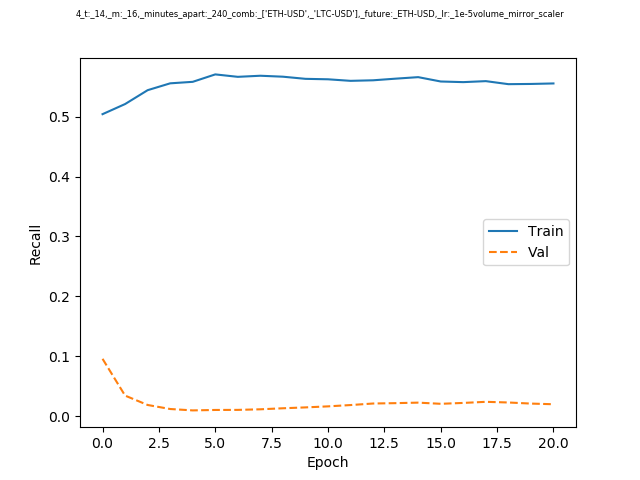 4_t:_14,_m:_16,_minutes_apart:_240_comb:_['ETH-USD',_'LTC-USD'],_future:_ETH-USD,_lr:_1e-5volume_mirror_scaler
0.5
0.4
0.3
0.2
0.1
0.0
Recall
Train
Val
0.0 2.5 5.0 7.5 10.0 12.5 15.0 17.5 20.0
Epoch